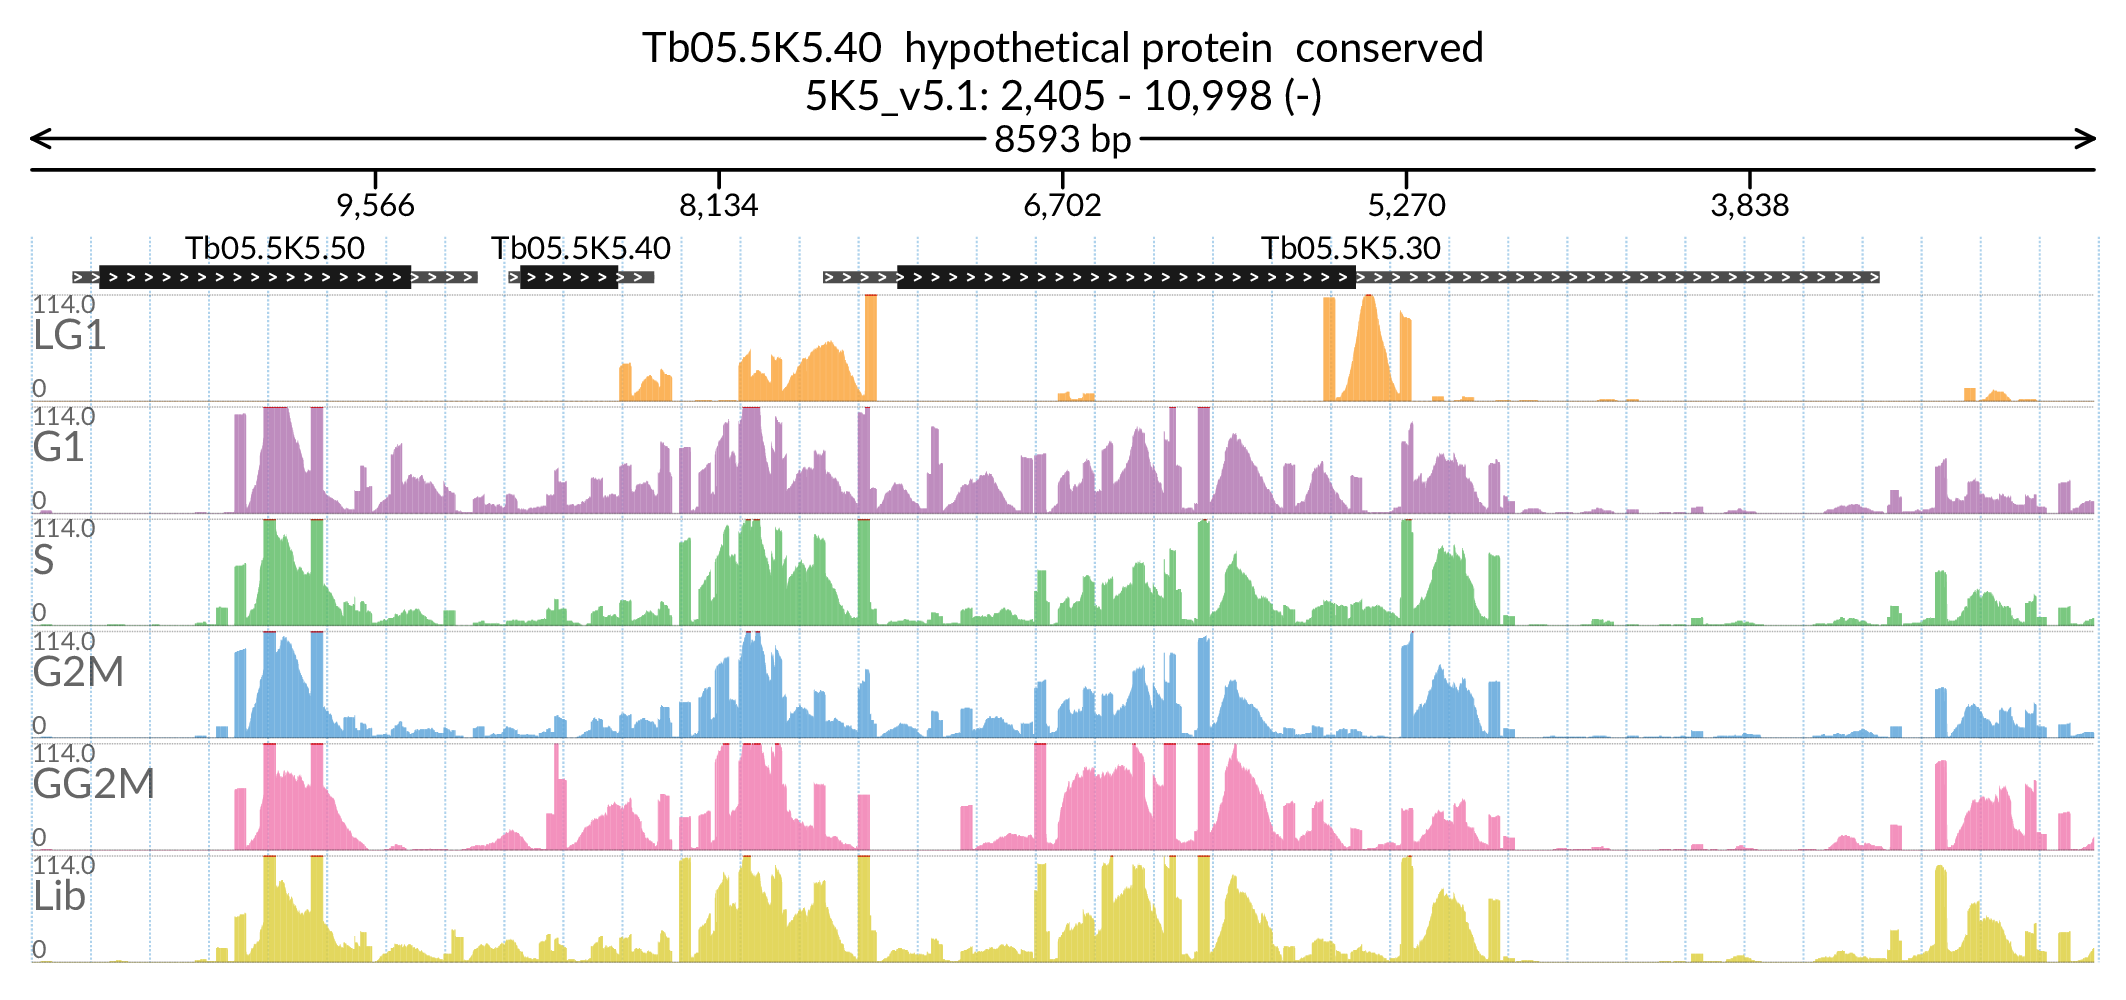 Tb05.5K5.40 hypothetical protein conserved
5K5_v5.1: 2,405 - 10,998 (-)
8593 bp
9,566 8,134 6,702 5,270 3,838
Tb05.5K5.50 Tb05.5K5.40 Tb05.5K5.30
114.0
LG1
0
114.0
G1
0
114.0
S
0
114.0
G2M
0
114.0
GG2M
0
114.0
Lib
0